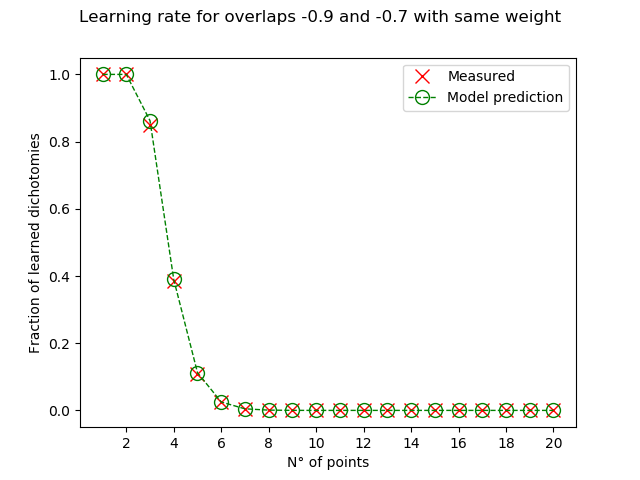 Learning rate for overlaps -0.9 and -0.7 with same weight
Measured
Model prediction
Fraction of learned dichotomies
1.0
0.8
0.6
0.4
0.2
0.0
2 4 6 8 10 12 14 16 18 20
N° of points